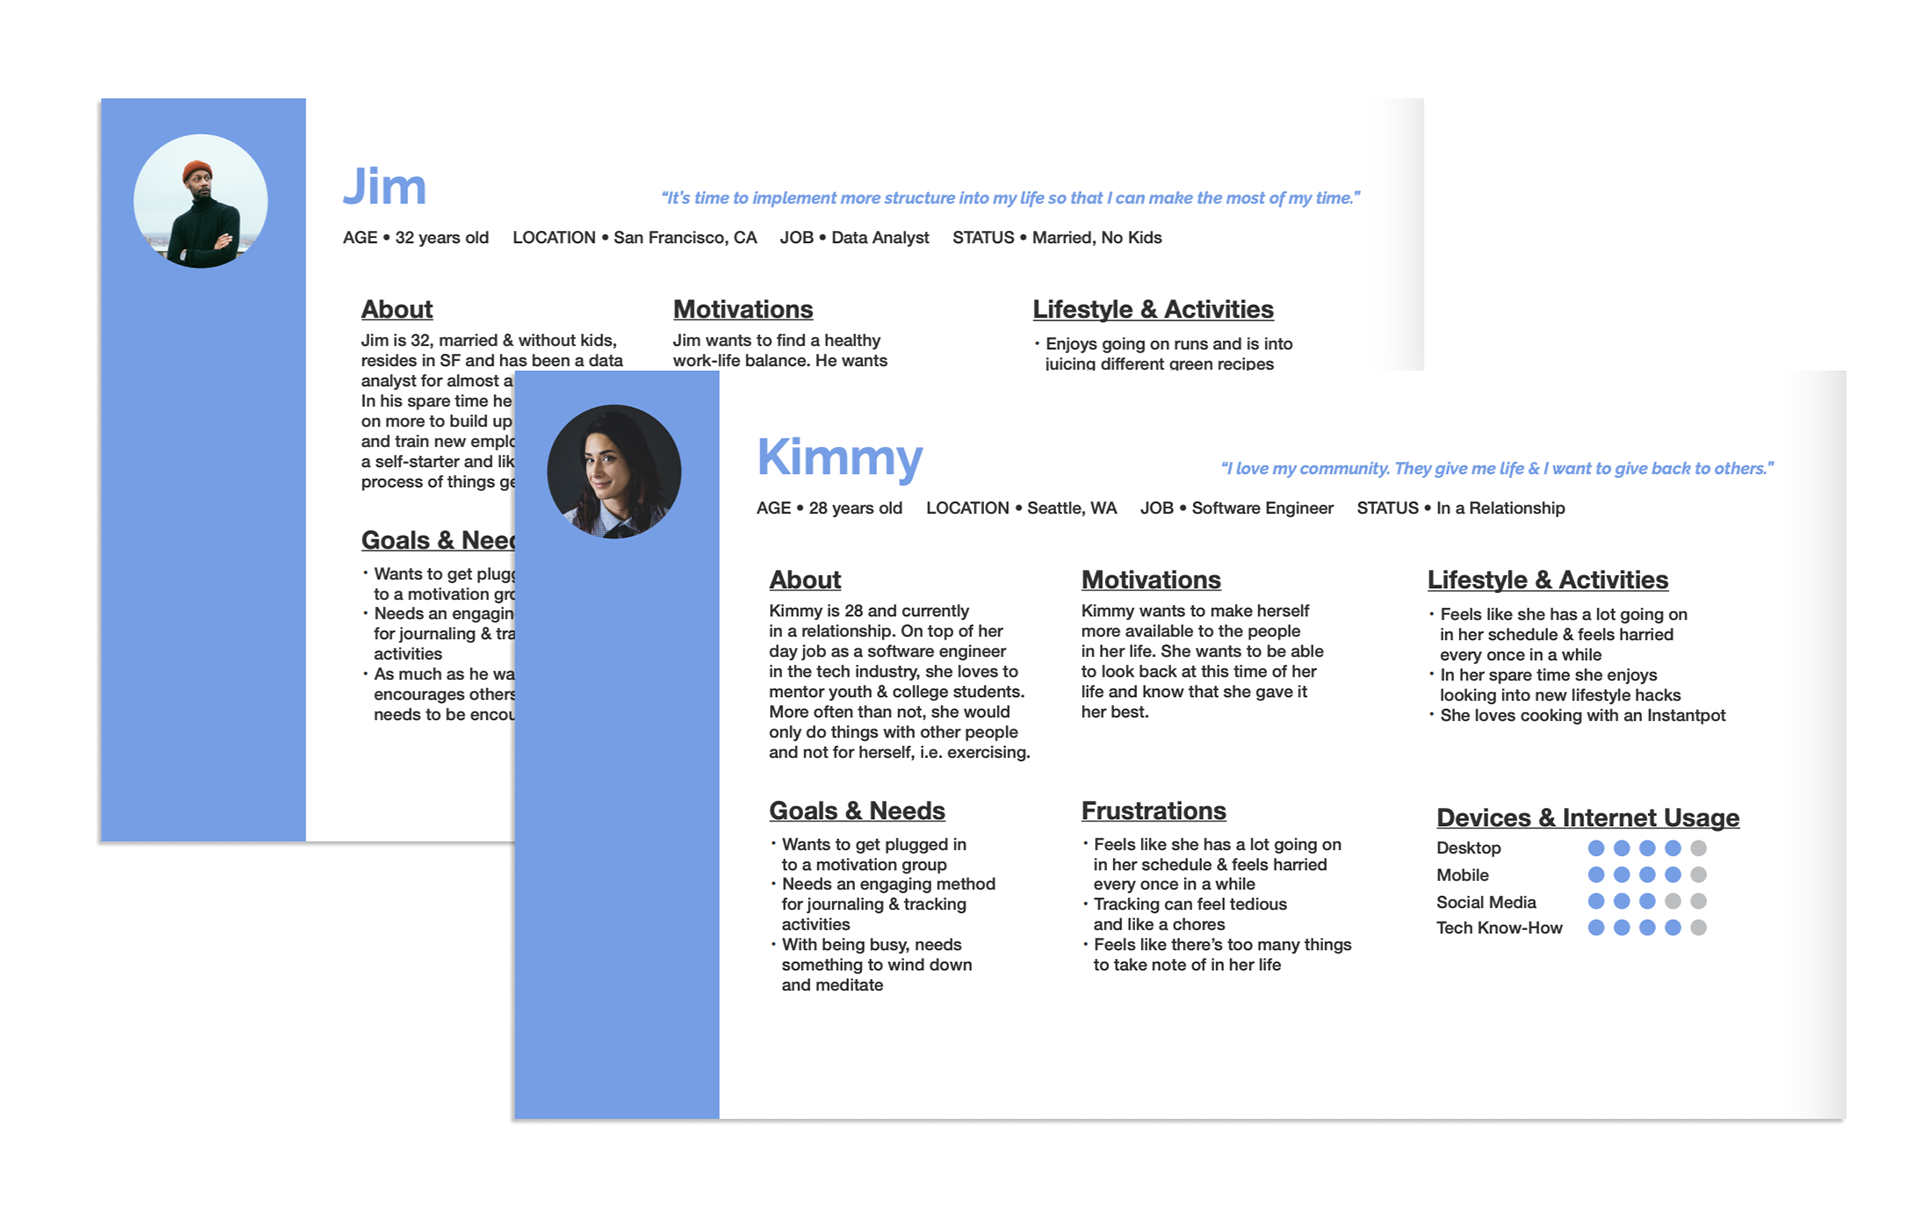 Jim
“It’s time to implement more structure into my life so that I can make the most of my time.”
AGE • 32 years old LOCATION • San Francisco, CA JOB • Data Analyst STATUS • Married, No Kids
About
Jim is 32, married & without kids,
resides in SF and has been a data
analyst for almost a
In his spare time he
on more to build up
and train new emplo
a self-starter and lik
process of things ge
Motivations
Jim wants to find a healthy
work-life balance. He wants
Lifestyle & Activities
• Enjoys going on runs and is into
juicing different green recipes
Goals & Need
• Wants to get plugg
to a motivation gro
• Needs an engagin
for journaling & tra
activities
• As much as he wa
encourages others
needs to be encou
Kimmy
“I love my community. They give me life & I want to give back to others.”
AGE • 28 years old LOCATION • Seattle, WA JOB • Software Engineer STATUS • In a Relationship
About
Kimmy is 28 and currently
in a relationship. On top of her
day job as a software engineer
in the tech industry, she loves to
mentor youth & college students.
More often than not, she would
only do things with other people
and not for herself, i.e. exercising.
Motivations
Kimmy wants to make herself
more available to the people
in her life. She wants to be able
to look back at this time of her
life and know that she gave it
her best.
Lifestyle & Activities
• Feels like she has a lot going on
in her schedule & feels harried
every once in a while
• In her spare time she enjoys
looking into new lifestyle hacks
• She loves cooking with an Instantpot
Goals & Needs
• Wants to get plugged in
to a motivation group
• Needs an engaging method
for journaling & tracking
activities
• With being busy, needs
something to wind down
and meditate
Frustrations
• Feels like she has a lot going on
in her schedule & feels harried
every once in a while
• Tracking can feel tedious
and like a chores
• Feels like there’s too many things
to take note of in her life
Devices & Internet Usage
Desktop
Mobile
Social Media
Tech Know-How